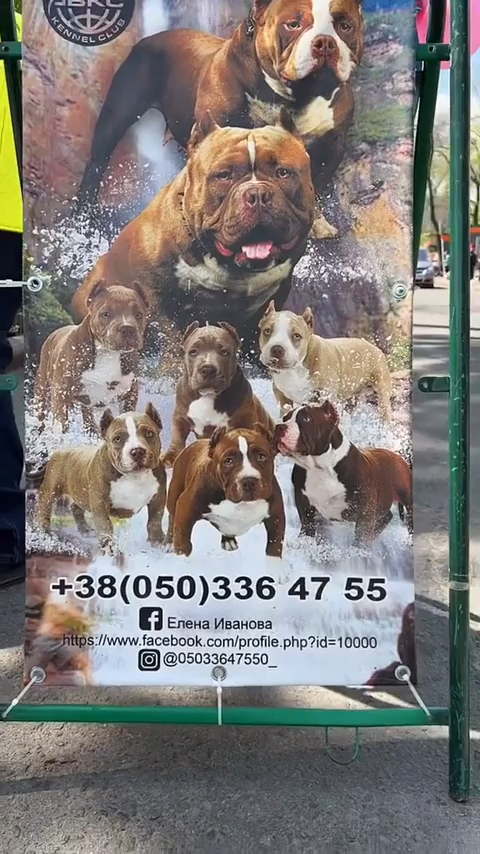 KENNEL CLUB
+38(050)336 47 55
Елена Иванова
https://www.facebook.com/profile.php?id=10000
@05033647550_